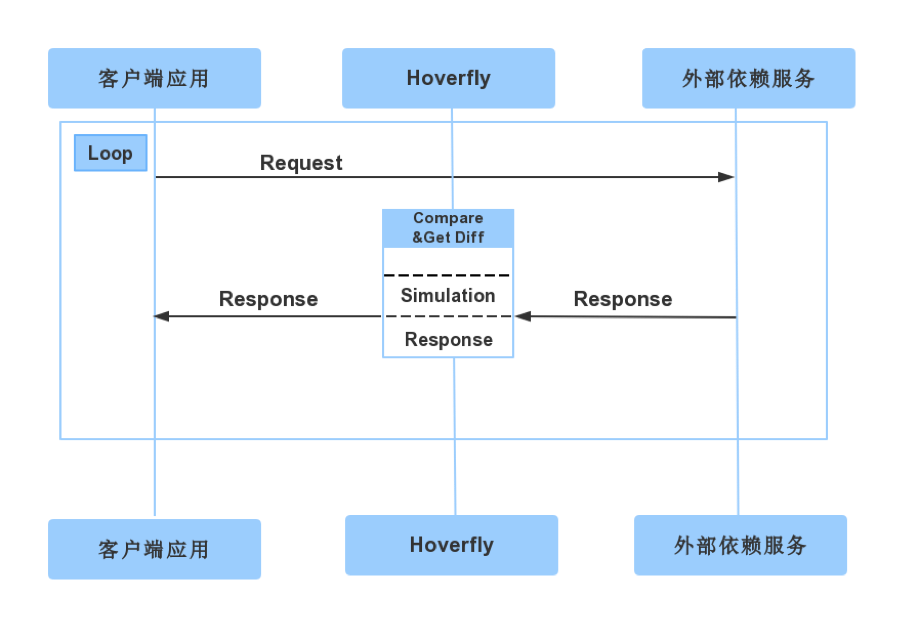 客户端应用
Hoverfly
外部依赖服务
Loop
Request
Compare
&Get Diff
Simulation
Response
Response
Response
客户端应用
Hoverfly
外部依赖服务